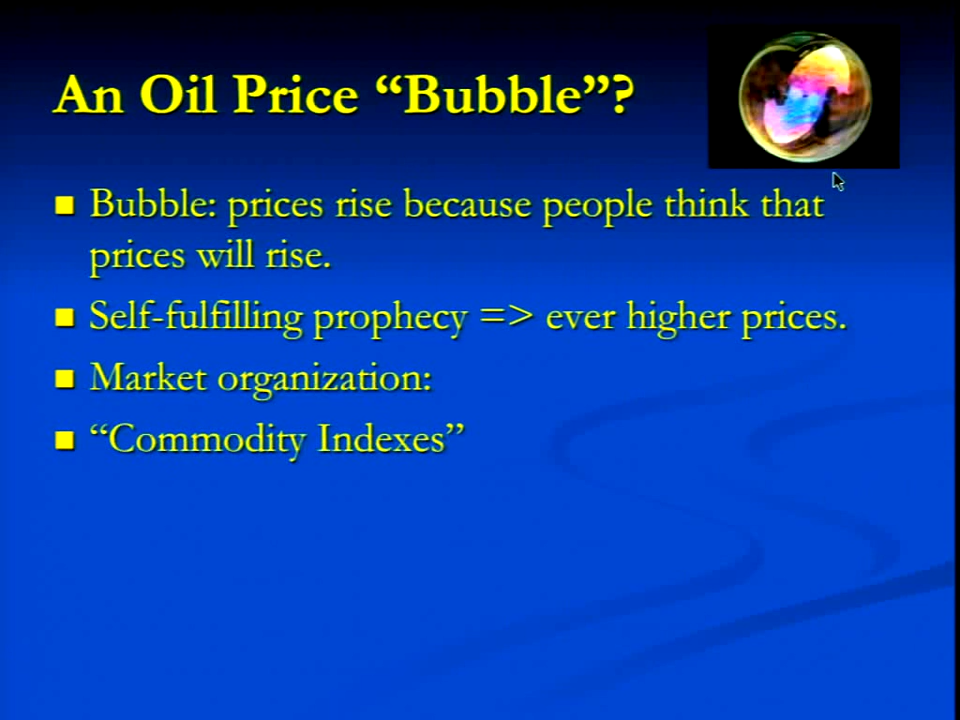 An Oil Price “Bubble”?
Bubble: prices rise because people think that
prices will rise.
Self-fulfilling prophecy => ever higher prices.
Market organization:
“Commodity Indexes”